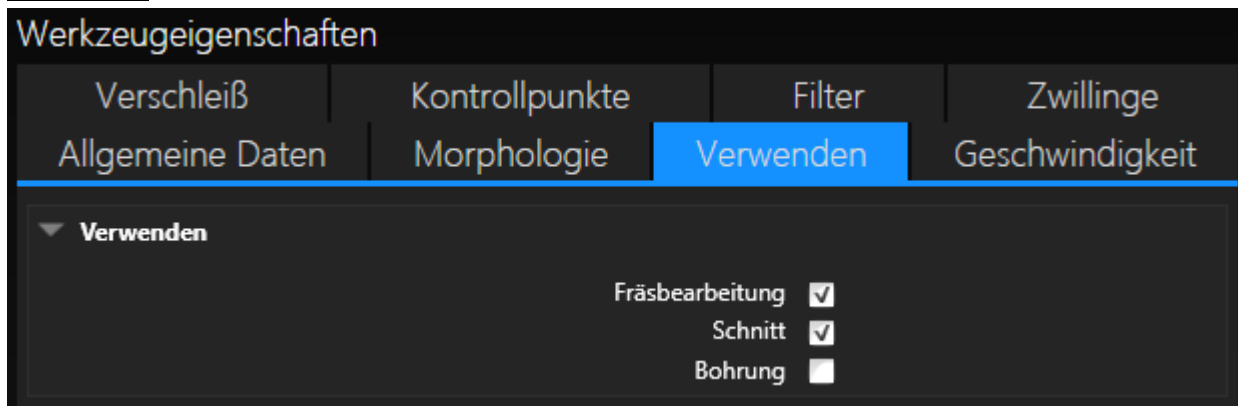 Werkzeugeigenschaften
Verschleiß Kontrollpunkte Filter Zwillinge
Allgemeine Daten Morphologie Verwenden Geschwindigkeit
Verwenden
Fräsbearbeitung
Schnitt
Bohrung